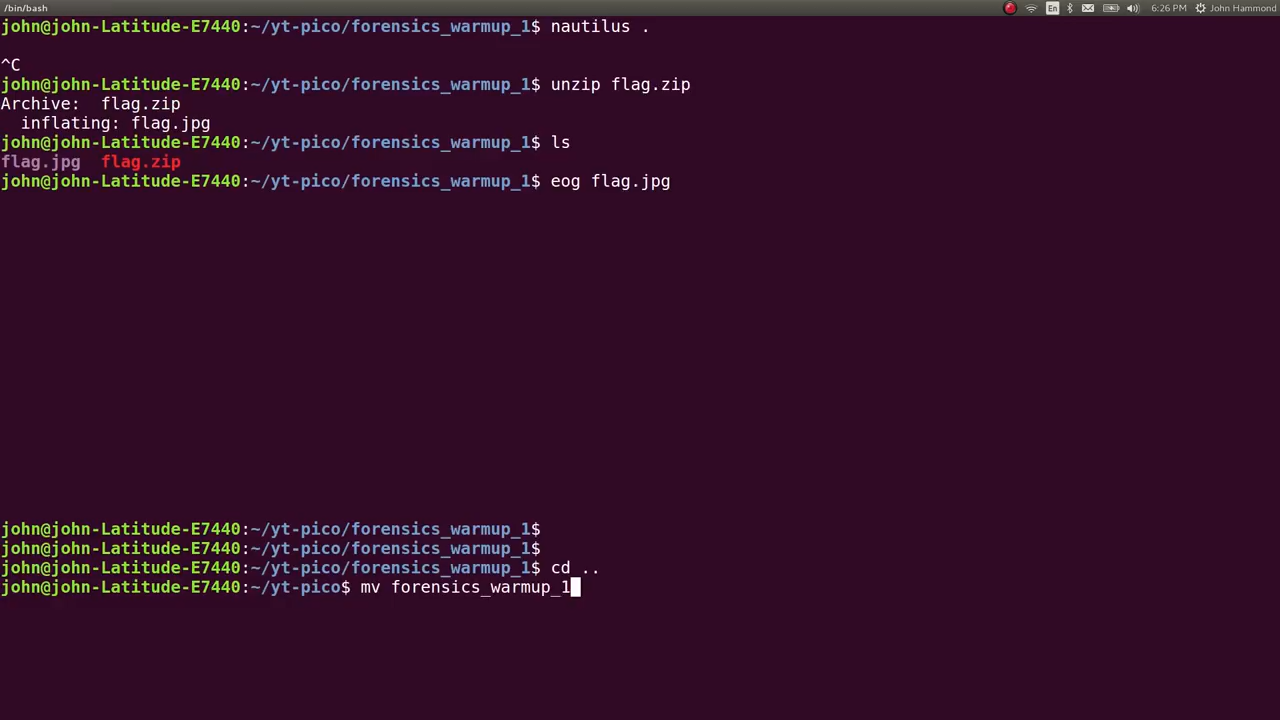 /bin/bash En 6:26 PM John Hammond
john@john-Latitude-E7440:~/yt-pico/forensics_warmup_1$ nautilus .
^C
john@john-Latitude-E7440:~/yt-pico/forensics_warmup_1$ unzip flag.zip
Archive:  flag.zip
  inflating: flag.jpg
john@john-Latitude-E7440:~/yt-pico/forensics_warmup_1$ ls
flag.jpg  flag.zip
john@john-Latitude-E7440:~/yt-pico/forensics_warmup_1$ eog flag.jpg
john@john-Latitude-E7440:~/yt-pico/forensics_warmup_1$
john@john-Latitude-E7440:~/yt-pico/forensics_warmup_1$
john@john-Latitude-E7440:~/yt-pico/forensics_warmup_1$ cd ..
john@john-Latitude-E7440:~/yt-pico$ mv forensics_warmup_1